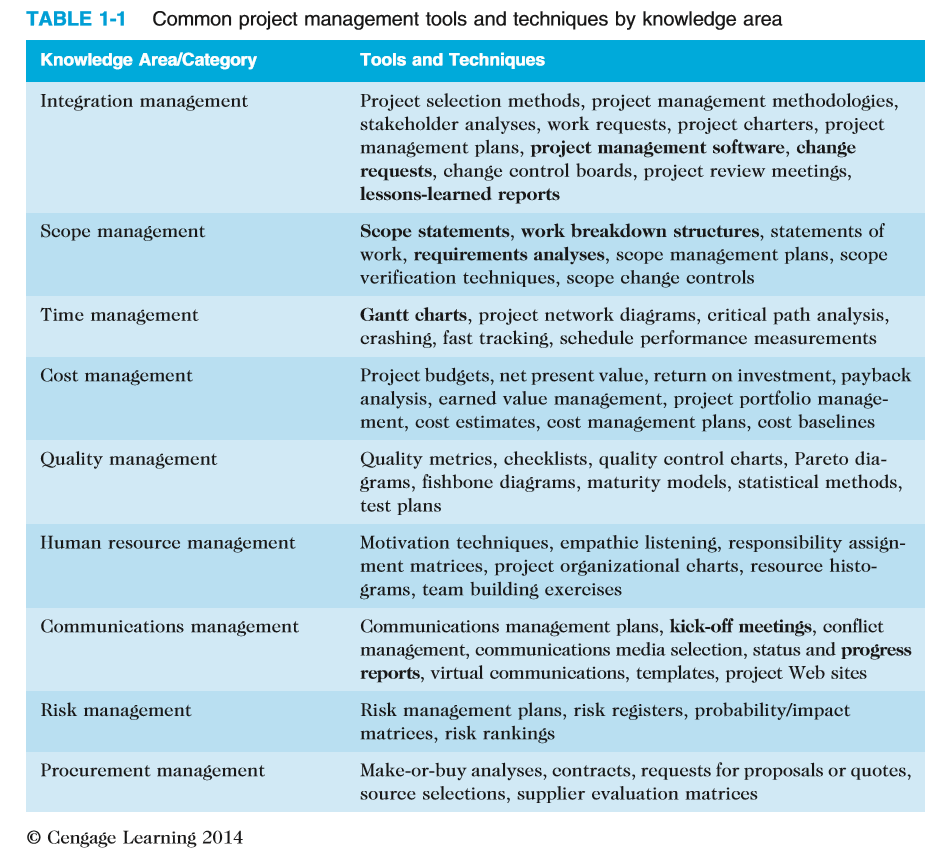 TABLE 1-1 Common project management tools and techniques by knowledge area
Knowledge Area/Category Tools and Techniques
Integration management Project selection methods, project management methodologies,
stakeholder analyses, work requests, project charters, project
management plans, project management software, change
requests, change control boards, project review meetings,
lessons-learned reports
Scope management Scope statements, work breakdown structures, statements of
work, requirements analyses, scope management plans, scope
verification techniques, scope change controls
Time management Gantt charts, project network diagrams, critical path analysis,
crashing, fast tracking, schedule performance measurements
Cost management Project budgets, net present value, return on investment, payback
analysis, earned value management, project portfolio manage-
ment, cost estimates, cost management plans, cost baselines
Quality management Quality metrics, checklists, quality control charts, Pareto dia-
grams, fishbone diagrams, maturity models, statistical methods,
test plans
Human resource management Motivation techniques, empathic listening, responsibility assign-
ment matrices, project organizational charts, resource histo-
grams, team building exercises
Communications management Communications management plans, kick-off meetings, conflict
management, communications media selection, status and progress
reports, virtual communications, templates, project Web sites
Risk management Risk management plans, risk registers, probability/impact
matrices, risk rankings
Procurement management Make-or-buy analyses, contracts, requests for proposals or quotes,
source selections, supplier evaluation matrices
© Cengage Learning 2014